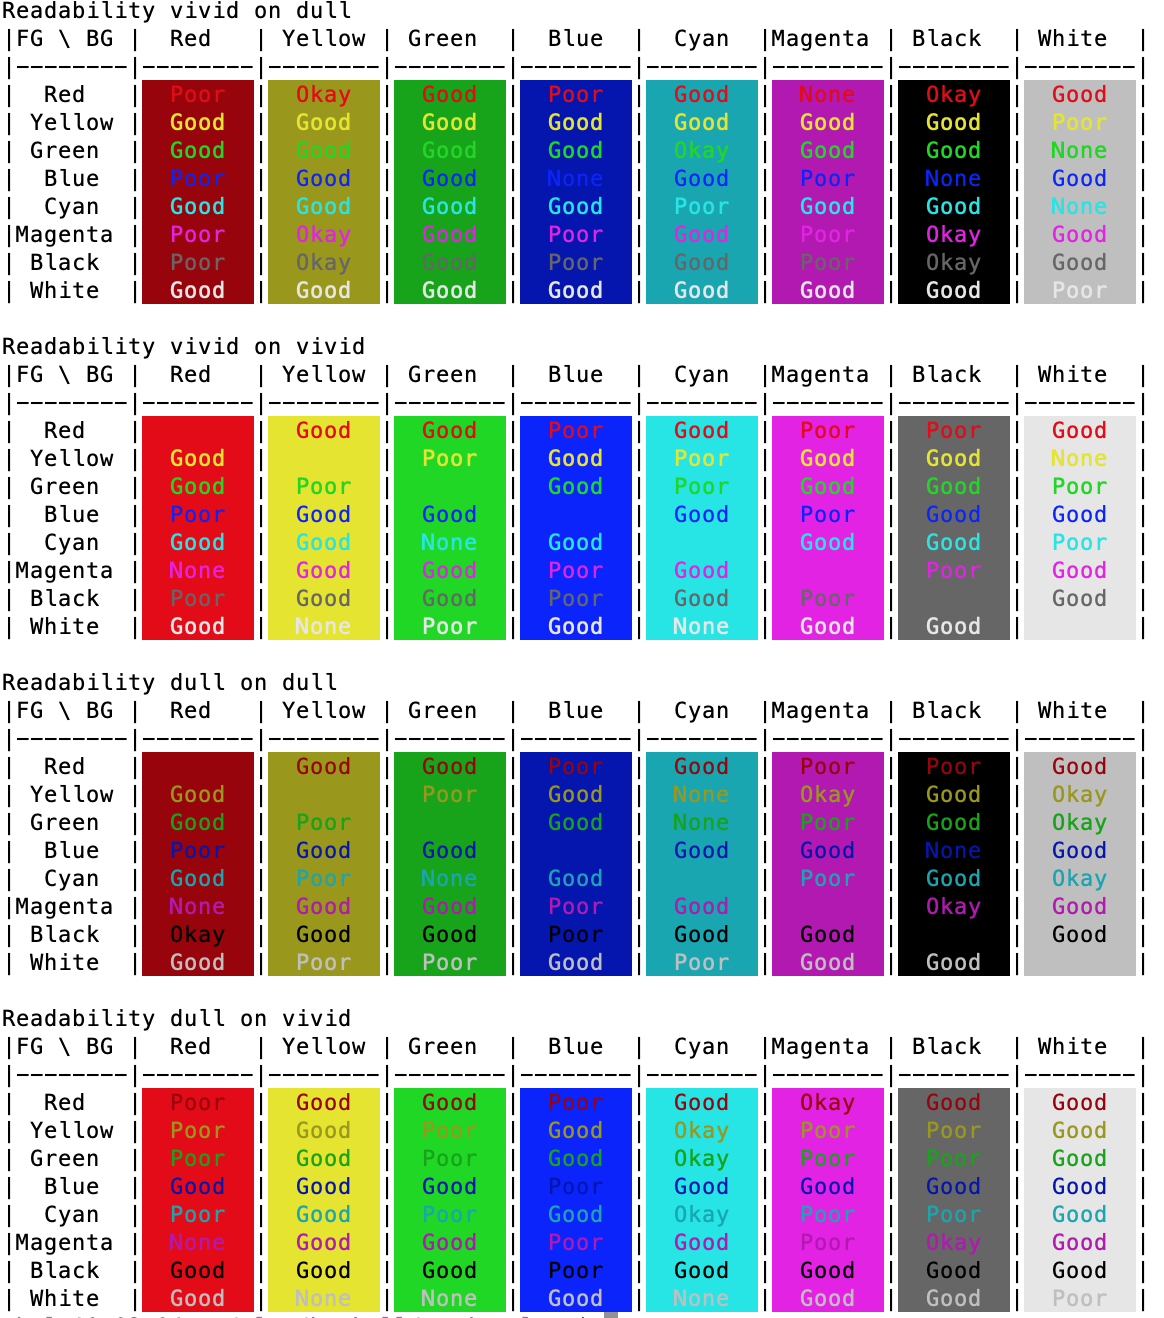 Readability vivid on dull
|FG \ BG | Red | Yellow | Green | Blue | Cyan |Magenta | Black | White |
|--------|--------|--------|--------|--------|--------|--------|--------|--------|
| Red | Poor | Okay | Good | Poor | Good | None | Okay | Good |
| Yellow | Good | Good | Good | Good | Good | Good | Good | Poor |
| Green | Good | Good | Good | Good | Okay | Good | Good | None |
| Blue | Poor | Good | Good | None | Good | Poor | None | Good |
| Cyan | Good | Good | Good | Good | Poor | Good | Good | None |
|Magenta | Poor | Okay | Good | Poor | Good | Poor | Okay | Good |
| Black | Poor | Okay | Good | Poor | Good | Poor | Okay | Good |
| White | Good | Good | Good | Good | Good | Good | Good | Poor |
Readability vivid on vivid
|FG \ BG | Red | Yellow | Green | Blue | Cyan |Magenta | Black | White |
|--------|--------|--------|--------|--------|--------|--------|--------|--------|
| Red | | Good | Good | Poor | Good | Poor | Poor | Good |
| Yellow | Good | | Poor | Good | Poor | Good | Good | None |
| Green | Good | Poor | | Good | Poor | Good | Good | Poor |
| Blue | Poor | Good | Good | | Good | Poor | Good | Good |
| Cyan | Good | Good | None | Good | | Good | Good | Poor |
|Magenta | None | Good | Good | Poor | Good | | Poor | Good |
| Black | Poor | Good | Good | Poor | Good | Poor | | Good |
| White | Good | None | Poor | Good | None | Good | Good | |
Readability dull on dull
|FG \ BG | Red | Yellow | Green | Blue | Cyan |Magenta | Black | White |
|--------|--------|--------|--------|--------|--------|--------|--------|--------|
| Red | | Good | Good | Poor | Good | Poor | Poor | Good |
| Yellow | Good | | Poor | Good | None | Okay | Good | Okay |
| Green | Good | Poor | | Good | None | Poor | Good | Okay |
| Blue | Poor | Good | Good | | Good | Good | None | Good |
| Cyan | Good | Poor | None | Good | | Poor | Good | Okay |
|Magenta | None | Good | Good | Poor | Good | | Okay | Good |
| Black | Okay | Good | Good | Poor | Good | Good | | Good |
| White | Good | Poor | Poor | Good | Poor | Good | Good | |
Readability dull on vivid
|FG \ BG | Red | Yellow | Green | Blue | Cyan |Magenta | Black | White |
|--------|--------|--------|--------|--------|--------|--------|--------|--------|
| Red | Poor | Good | Good | Poor | Good | Okay | Good | Good |
| Yellow | Poor | Good | Poor | Good | Okay | Poor | Poor | Good |
| Green | Poor | Good | Poor | Good | Okay | Poor | Poor | Good |
| Blue | Good | Good | Good | Poor | Good | Good | Good | Good |
| Cyan | Poor | Good | Poor | Good | Okay | Poor | Poor | Good |
|Magenta | None | Good | Good | Poor | Good | Poor | Okay | Good |
| Black | Good | Good | Good | Poor | Good | Good | Good | Good |
| White | Good | None | None | Good | None | Good | Good | Poor |